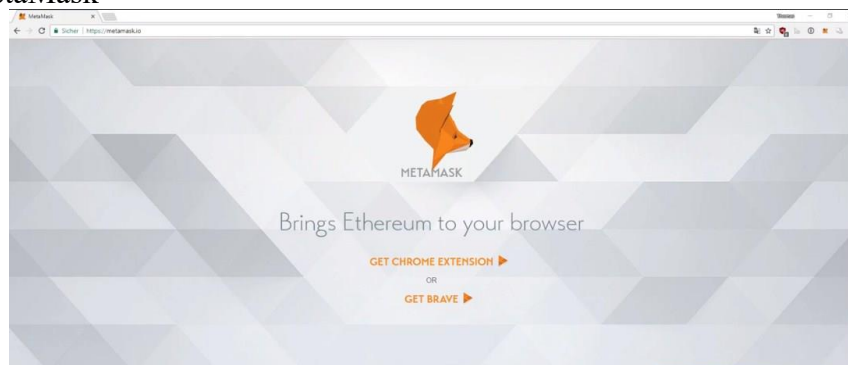 MetaMask
Sicher | https://metamask.io
METAMASK
Brings Ethereum to your browser
GET CHROME EXTENSION
OR
GET BRAVE